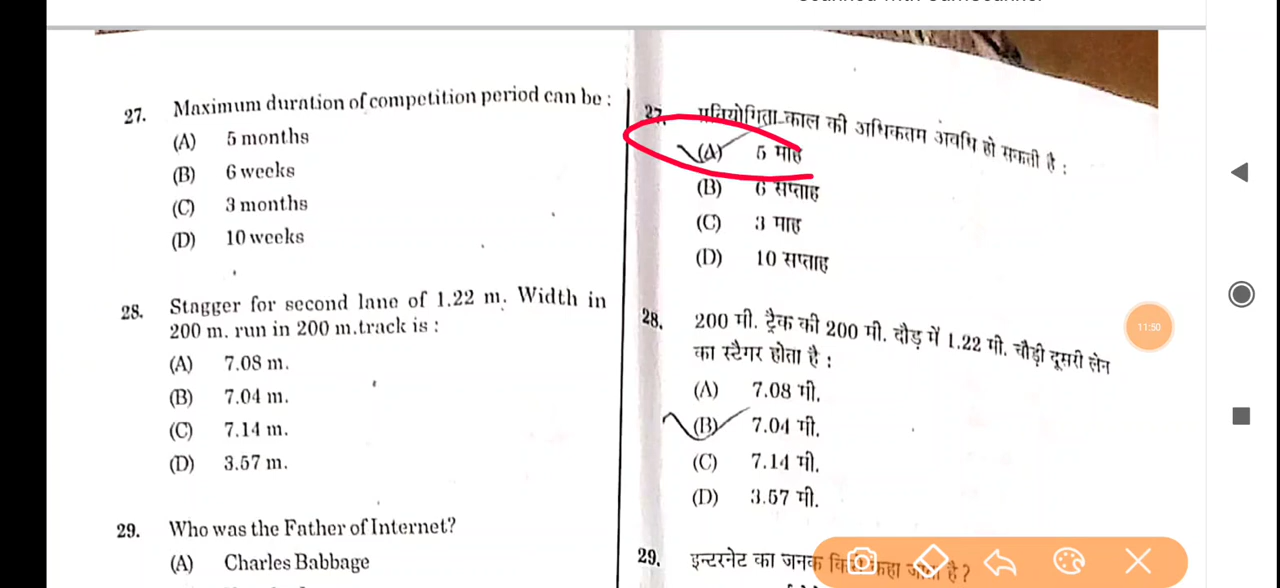 27. Maximum duration of competition period can be :
(A) 5 months
(B) 6 weeks
(C) 3 months
(D) 10 weeks
28. Stagger for second lane of 1.22 m. Width in
200 m. run in 200 m.track is :
(A) 7.08 m.
(B) 7.04 m.
(C) 7.14 m.
(D) 3.57 m.
29. Who was the Father of Internet?
(A) Charles Babbage
27. प्रतियोगिता-काल की अधिकतम अवधि हो सकती है :
(A) 5 माह
(B) 6 सप्ताह
(C) 3 माह
(D) 10 सप्ताह
28. 200 मी. ट्रैक की 200 मी. दौड़ में 1.22 मी. चौड़ी दूसरी लेन
का स्टैगर होता है :
(A) 7.08 मी.
(B) 7.04 मी.
(C) 7.14 मी.
(D) 3.57 मी.
29. इन्टरनेट का जनक कहा है?
11:50